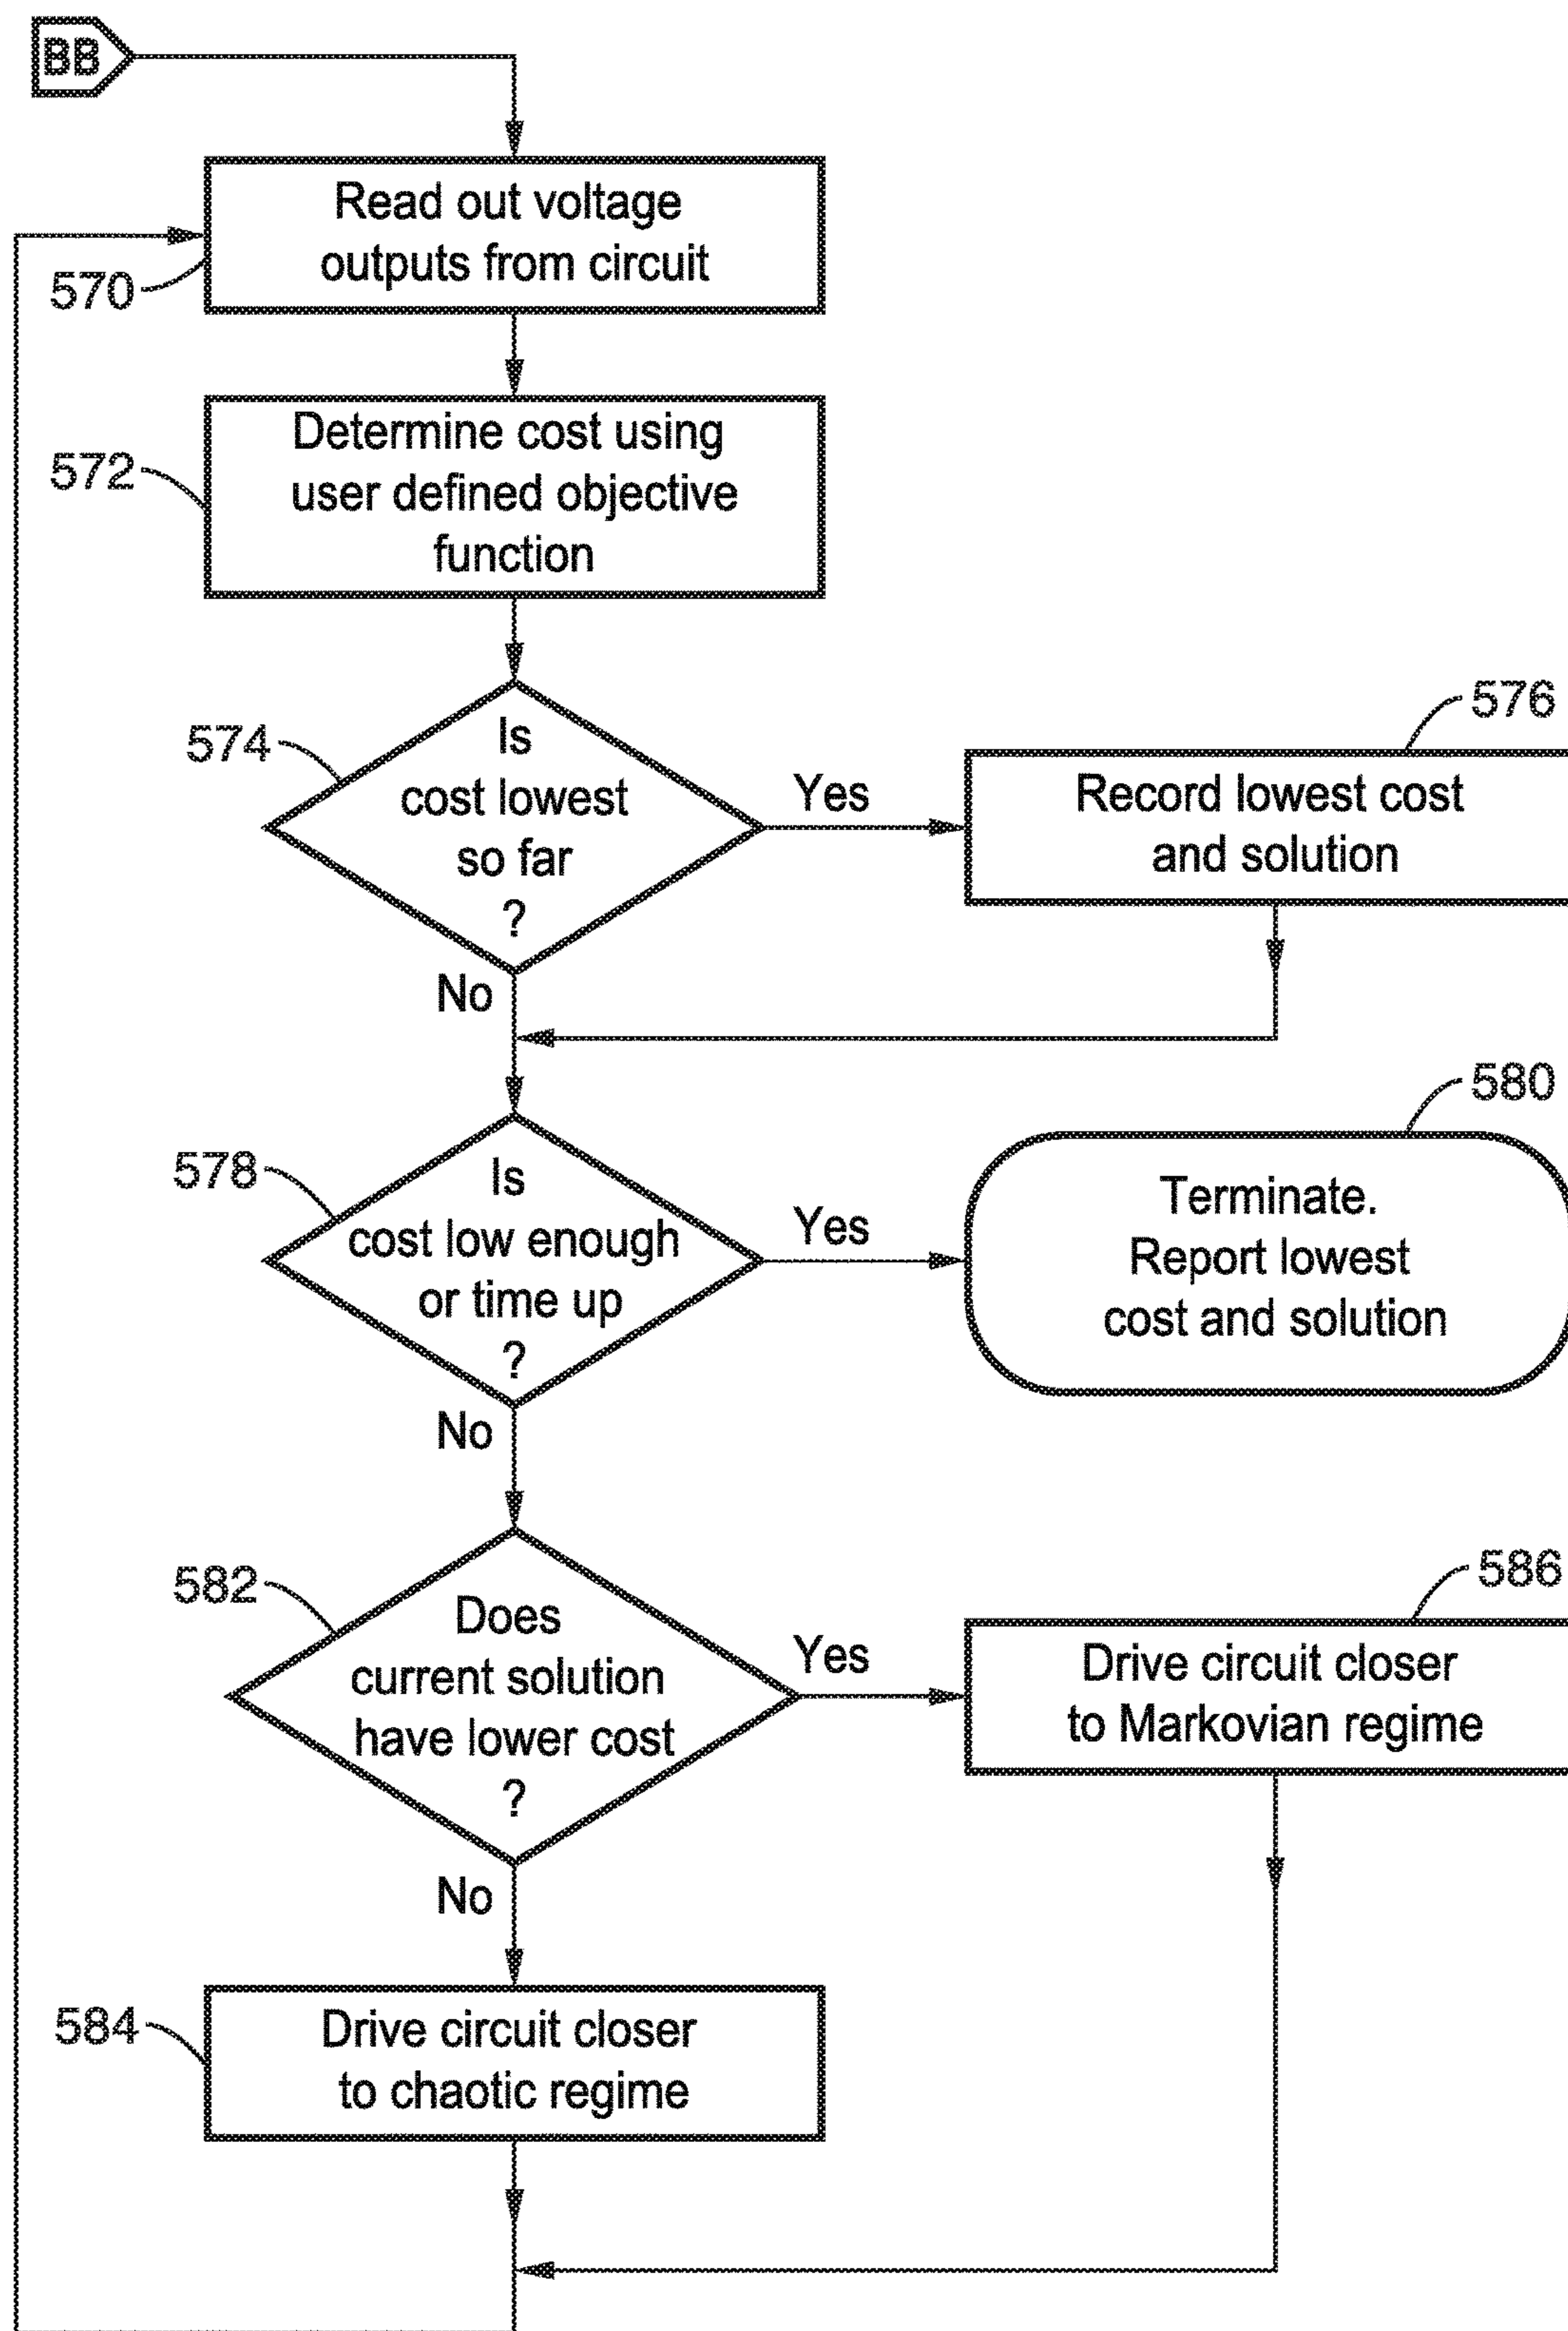 BB
Read out voltage
outputs from circuit
570
Determine cost using
user defined objective
function
572
Is
cost lowest
so far
?
574
Yes
No
Record lowest cost
and solution
576
Is
cost low enough
or time up
?
578
Yes
No
Terminate.
Report lowest
cost and solution
580
Does
current solution
have lower cost
?
582
Yes
No
Drive circuit closer
to Markovian regime
586
Drive circuit closer
to chaotic regime
584